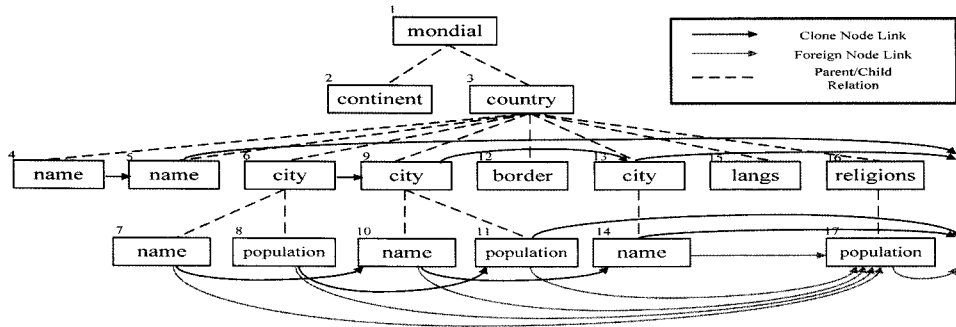 1
mondial
Clone Node Link
Foreign Node Link
Parent/Child
Relation
2
3
continent
country
4
5
6
9
12
13
15
16
name
name
city
city
border
city
langs
religions
7
8
10
11
14
17
name
population
name
population
name
population